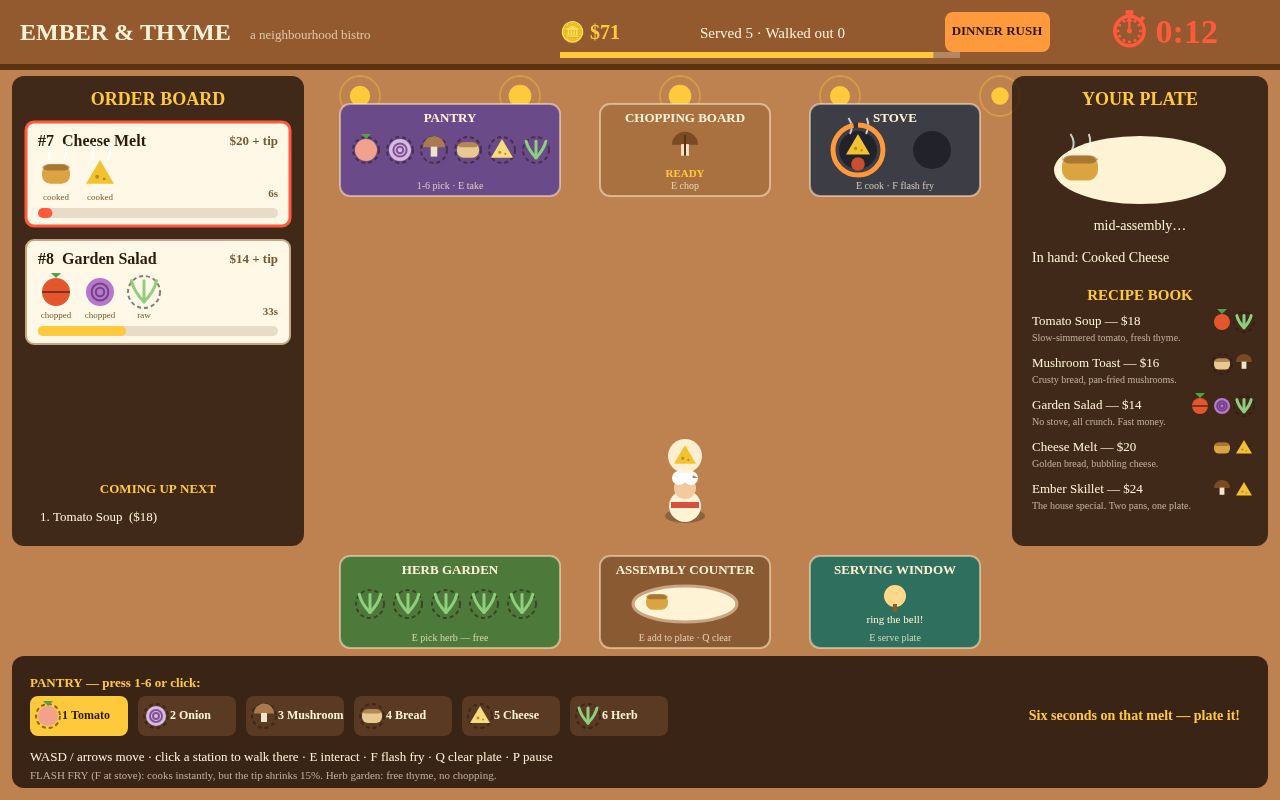 EMBER & THYME
a neighbourhood bistro
$71
Served 5 · Walked out 0
DINNER RUSH
0:12
ORDER BOARD
#7 Cheese Melt
$20 + tip
cooked
cooked
6s
#8 Garden Salad
$14 + tip
chopped
chopped
raw
33s
COMING UP NEXT
1. Tomato Soup ($18)
PANTRY
1-6 pick · E take
CHOPPING BOARD
READY
E chop
STOVE
E cook · F flash fry
HERB GARDEN
E pick herb — free
ASSEMBLY COUNTER
E add to plate · Q clear
SERVING WINDOW
ring the bell!
E serve plate
YOUR PLATE
mid-assembly…
In hand: Cooked Cheese
RECIPE BOOK
Tomato Soup — $18
Slow-simmered tomato, fresh thyme.
Mushroom Toast — $16
Crusty bread, pan-fried mushrooms.
Garden Salad — $14
No stove, all crunch. Fast money.
Cheese Melt — $20
Golden bread, bubbling cheese.
Ember Skillet — $24
The house special. Two pans, one plate.
PANTRY — press 1-6 or click:
1 Tomato
2 Onion
3 Mushroom
4 Bread
5 Cheese
6 Herb
Six seconds on that melt — plate it!
WASD / arrows move · click a station to walk there · E interact · F flash fry · Q clear plate · P pause
FLASH FRY (F at stove): cooks instantly, but the tip shrinks 15%. Herb garden: free thyme, no chopping.